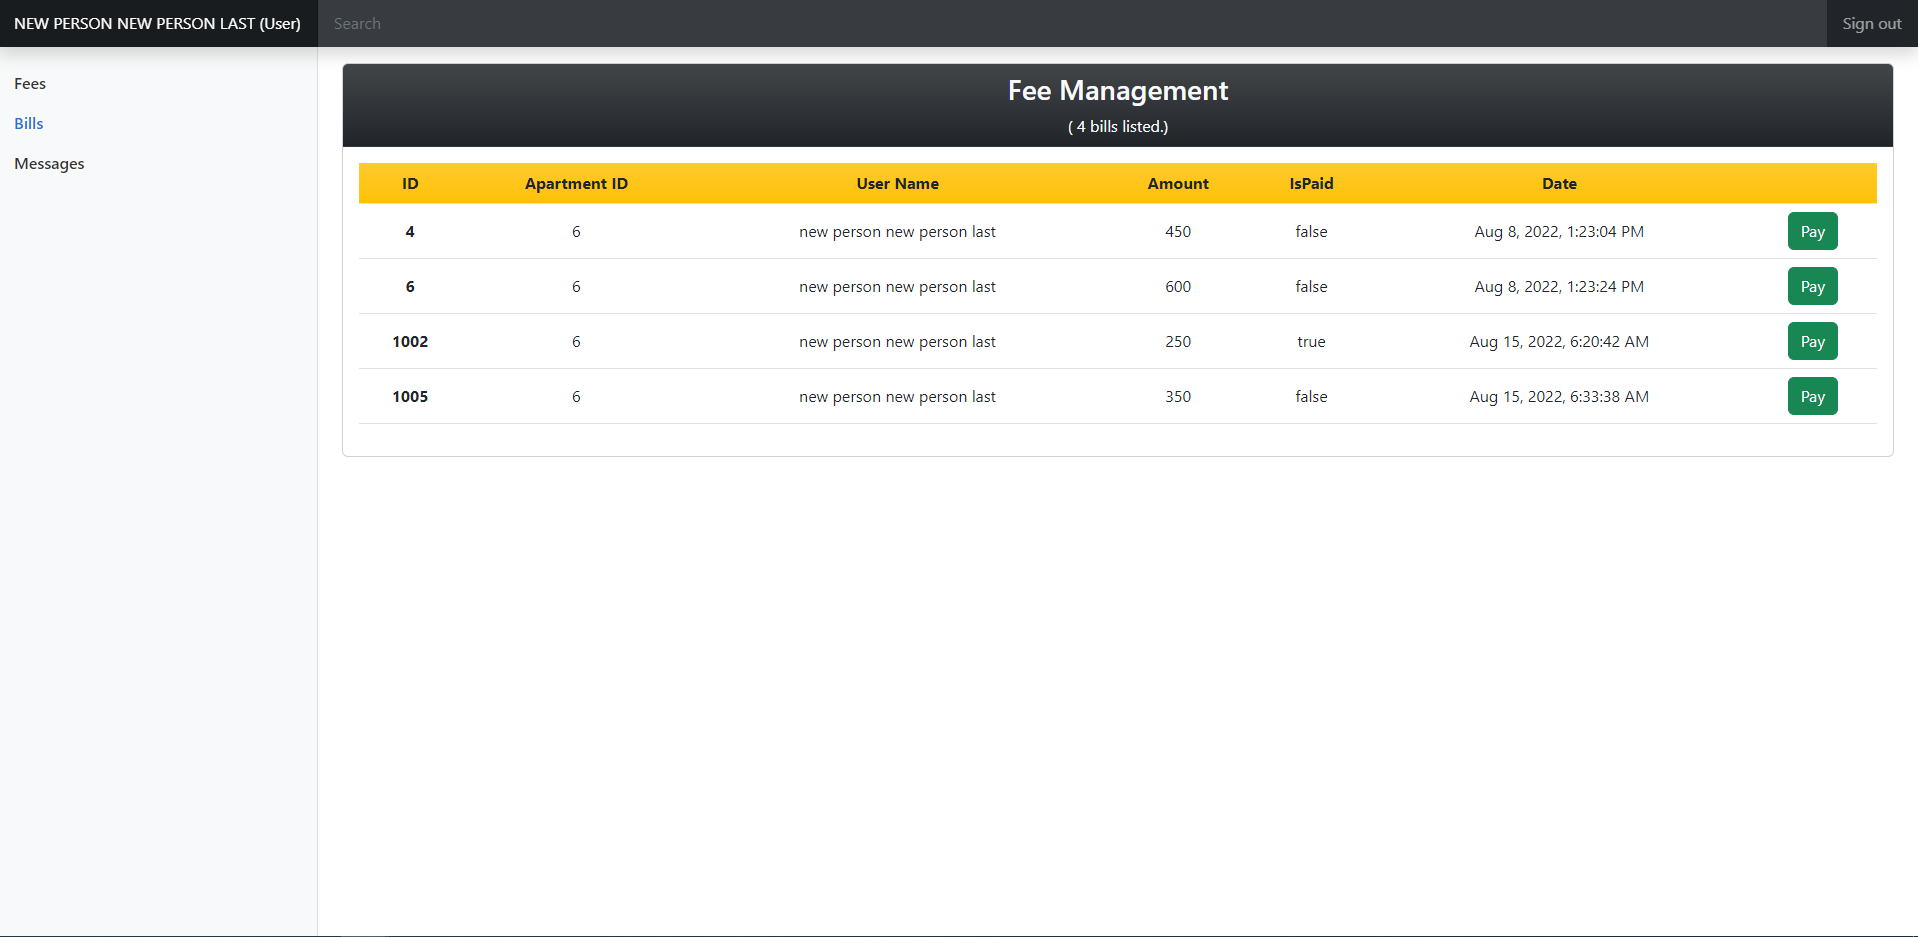 NEW PERSON NEW PERSON LAST (User) Search Sign out
Fees
Bills
Messages
Fee Management
( 4 bills listed.)
ID Apartment ID User Name Amount IsPaid Date
4 6 new person new person last 450 false Aug 8, 2022, 1:23:04 PM Pay
6 6 new person new person last 600 false Aug 8, 2022, 1:23:24 PM Pay
1002 6 new person new person last 250 true Aug 15, 2022, 6:20:42 AM Pay
1005 6 new person new person last 350 false Aug 15, 2022, 6:33:38 AM Pay